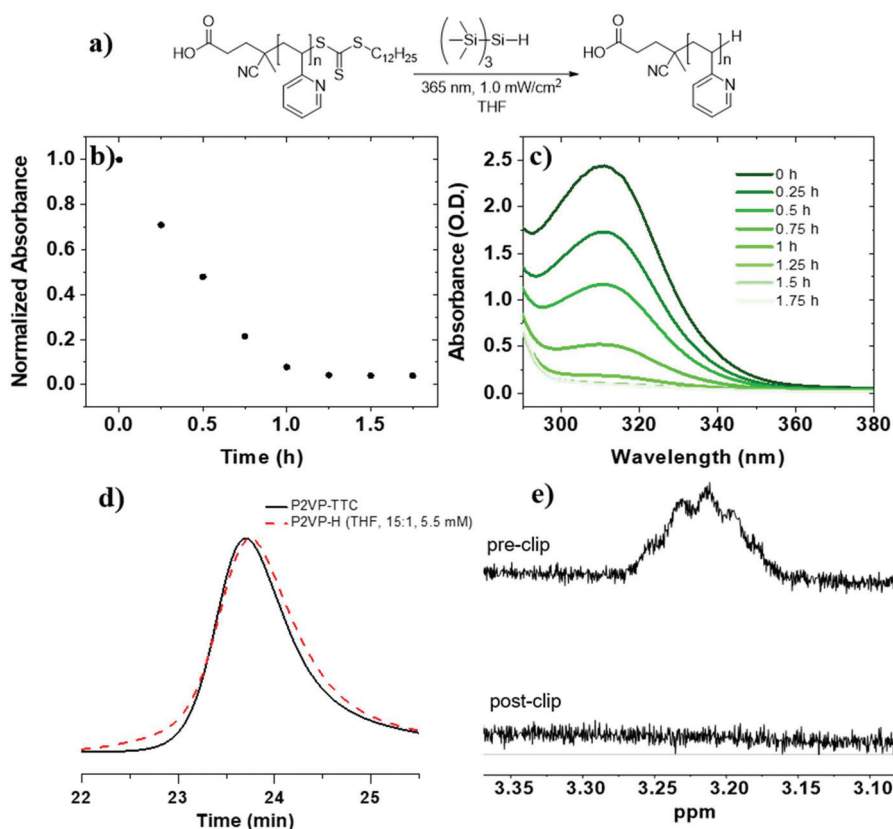 a)
O
HO
NC
n
N
S
S
S
C12H25
( Si )3 Si–H
365 nm, 1.0 mW/cm²
THF
O
HO
NC
H
n
N
b)
Normalized Absorbance
1.0
0.8
0.6
0.4
0.2
0.0
0.0 0.5 1.0 1.5
Time (h)
c)
Absorbance (O.D.)
2.5
2.0
1.5
1.0
0.5
0.0
0 h
0.25 h
0.5 h
0.75 h
1 h
1.25 h
1.5 h
1.75 h
300 320 340 360 380
Wavelength (nm)
d)
P2VP-TTC
P2VP-H (THF, 15:1, 5.5 mM)
22 23 24 25
Time (min)
e)
pre-clip
post-clip
3.35 3.30 3.25 3.20 3.15 3.10
ppm